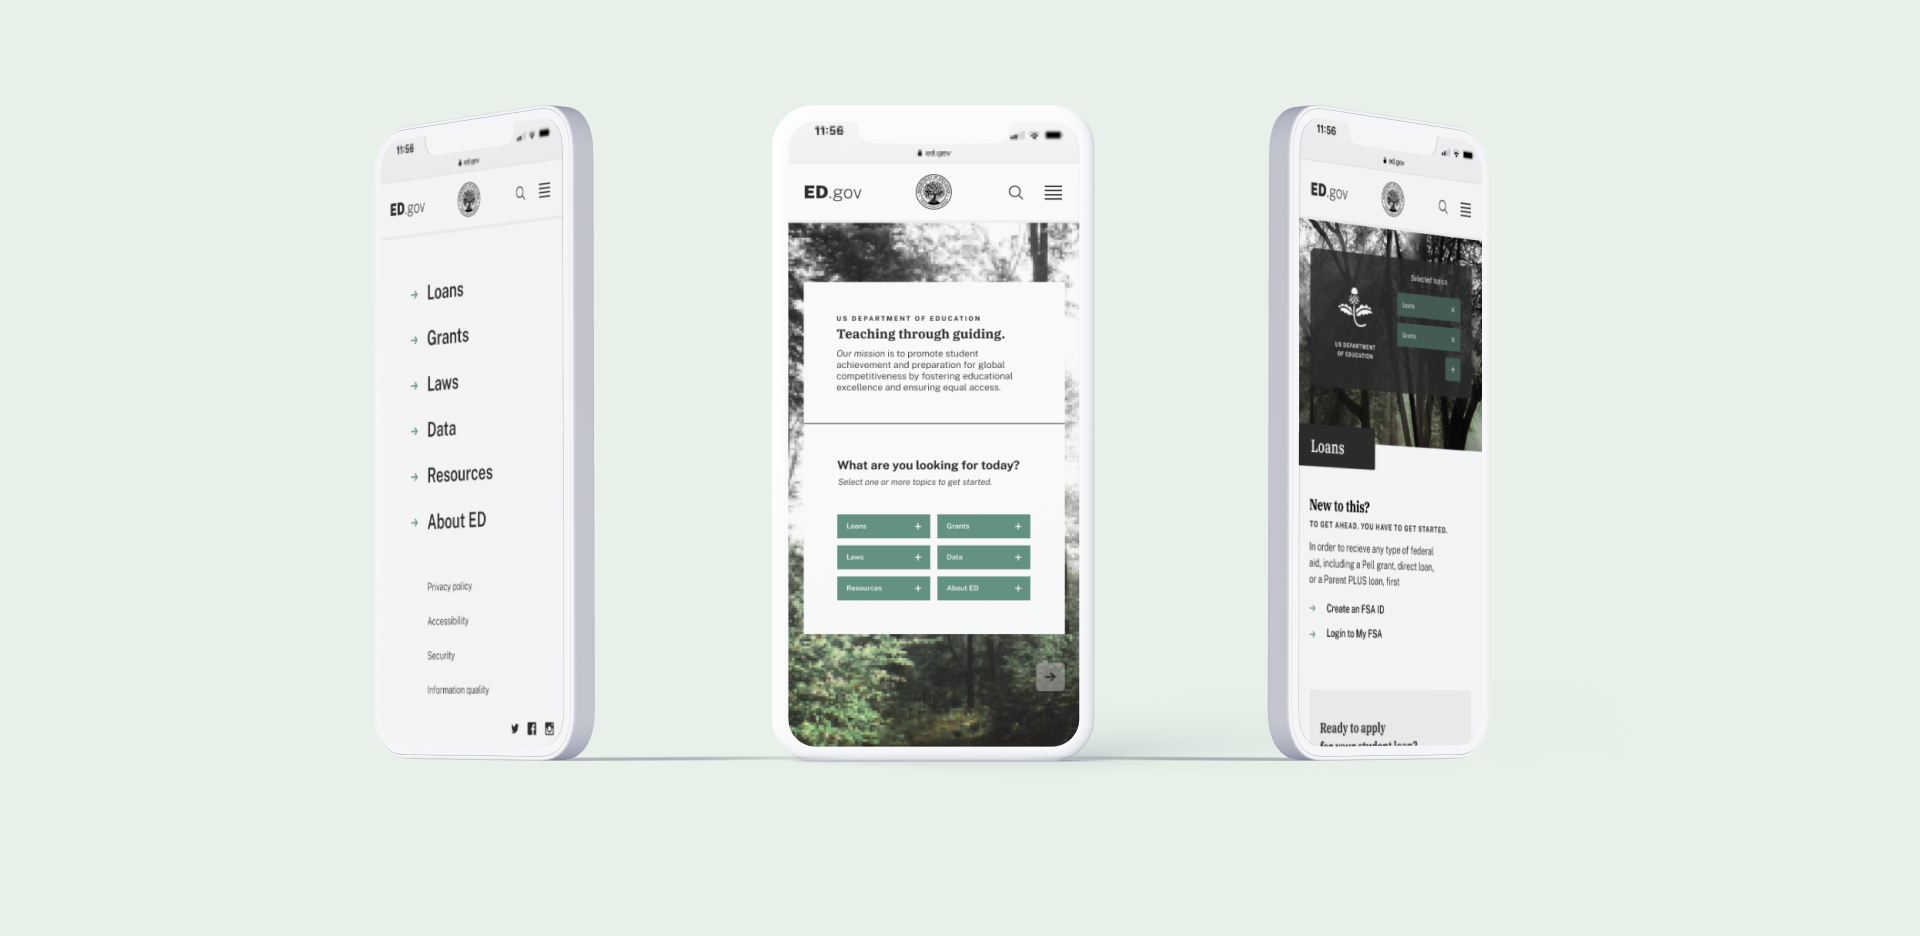 11:56
ed.gov
ED.gov
Loans
Grants
Laws
Data
Resources
About ED
Privacy policy
Accessibility
Security
Information quality
11:56
ed.gov
ED.gov
US DEPARTMENT OF EDUCATION
Teaching through guiding.
Our mission is to promote student
achievement and preparation for global
competitiveness by fostering educational
excellence and ensuring equal access.
What are you looking for today?
Select one or more topics to get started.
Loans +
Grants +
Laws +
Data +
Resources +
About ED +
11:56
ed.gov
ED.gov
Selected topics
Loans x
Grants x
+
US DEPARTMENT
OF EDUCATION
Loans
New to this?
TO GET AHEAD, YOU HAVE TO GET STARTED.
In order to recieve any type of federal
aid, including a Pell grant, direct loan,
or a Parent PLUS loan, first
Create an FSA ID
Login to My FSA
Ready to apply
for your student loan?